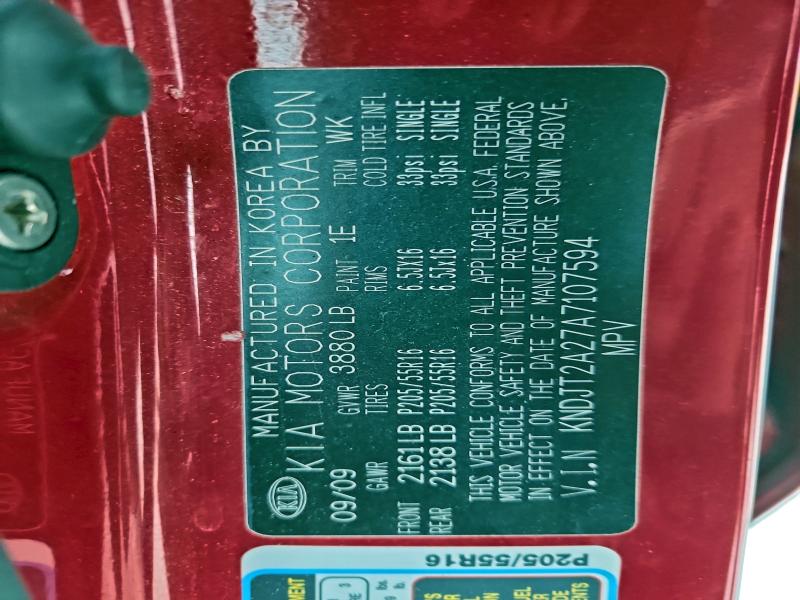 MANUFACTURED IN KOREA BY
KIA KIA MOTORS CORPORATION
09/09 GVWR 3880LB PAINT 1E TRIM WK
GAWR TIRES RIMS COLD TIRE INFL
FRONT 2161LB P205/55R16 6.5JX16 33psi SINGLE
REAR 2138LB P205/55R16 6.5JX16 33psi SINGLE
THIS VEHICLE CONFORMS TO ALL APPLICABLE U.S.A. FEDERAL
MOTOR VEHICLE SAFETY AND THEFT PREVENTION STANDARDS
IN EFFECT ON THE DATE OF MANUFACTURE SHOWN ABOVE.
V.I.N KNDJT2A27A7107594
MPV
P205/55R16